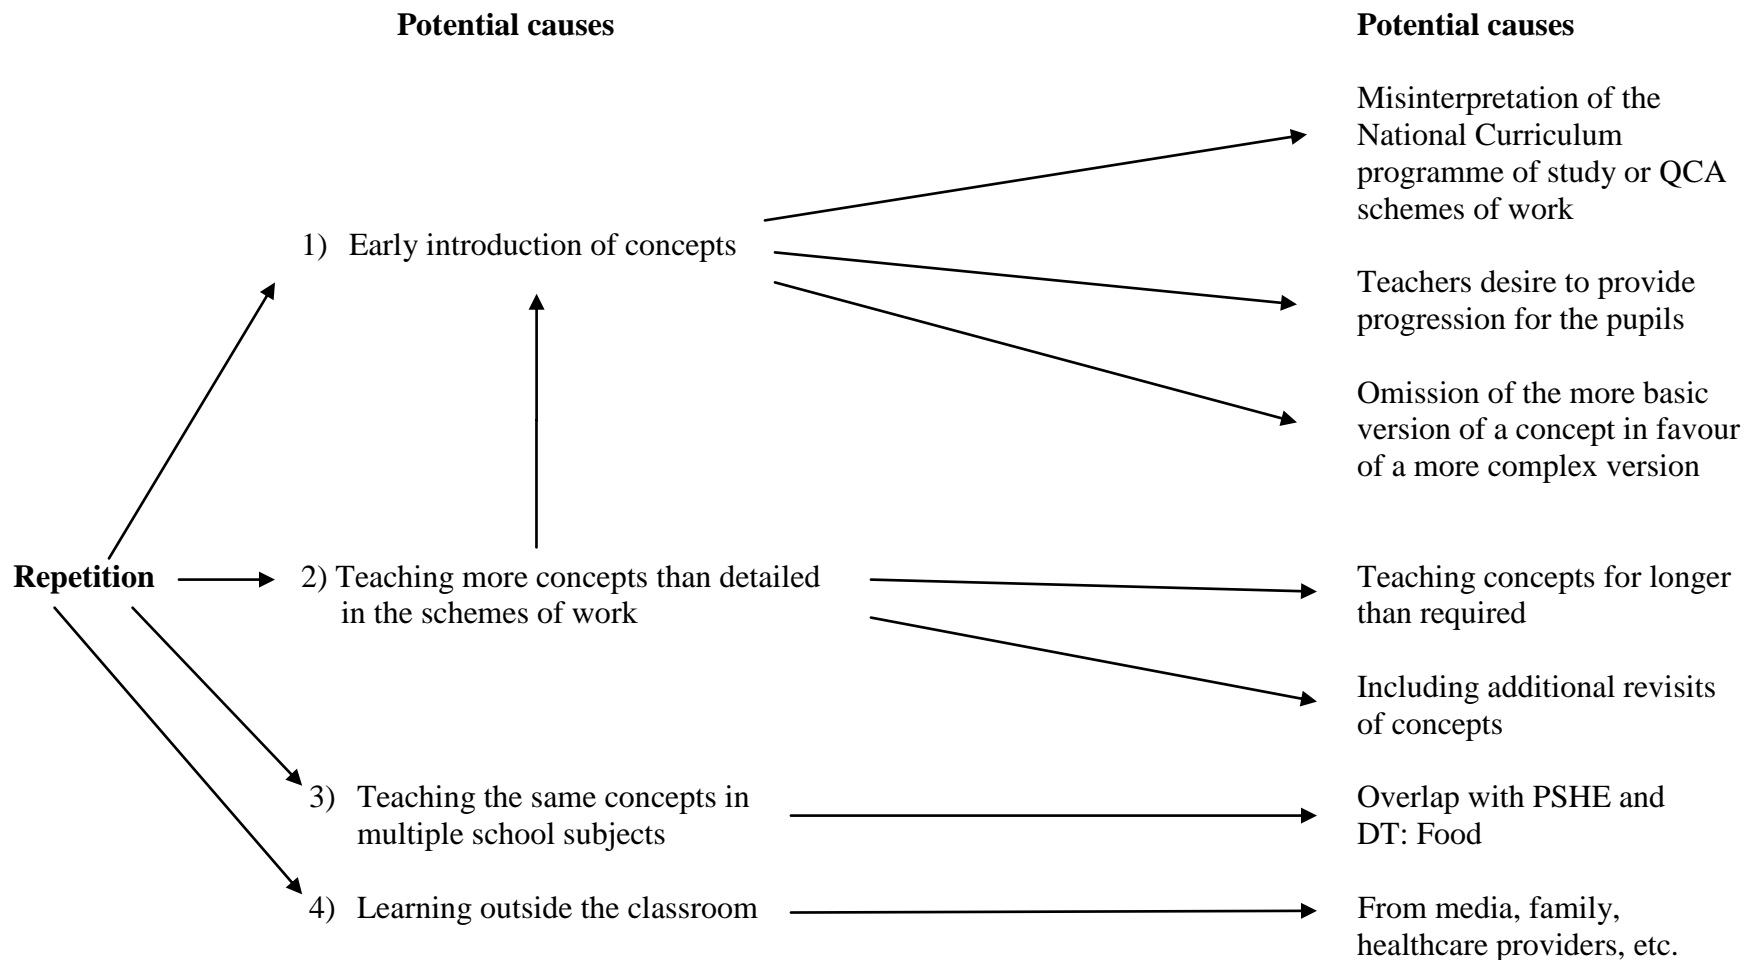 Potential causes
Potential causes
Misinterpretation of the
National Curriculum
programme of study or QCA
schemes of work
1) Early introduction of concepts
Teachers desire to provide
progression for the pupils
Omission of the more basic
version of a concept in favour
of a more complex version
Repetition
2) Teaching more concepts than detailed
in the schemes of work
Teaching concepts for longer
than required
Including additional revisits
of concepts
3) Teaching the same concepts in
multiple school subjects
Overlap with PSHE and
DT: Food
4) Learning outside the classroom
From media, family,
healthcare providers, etc.